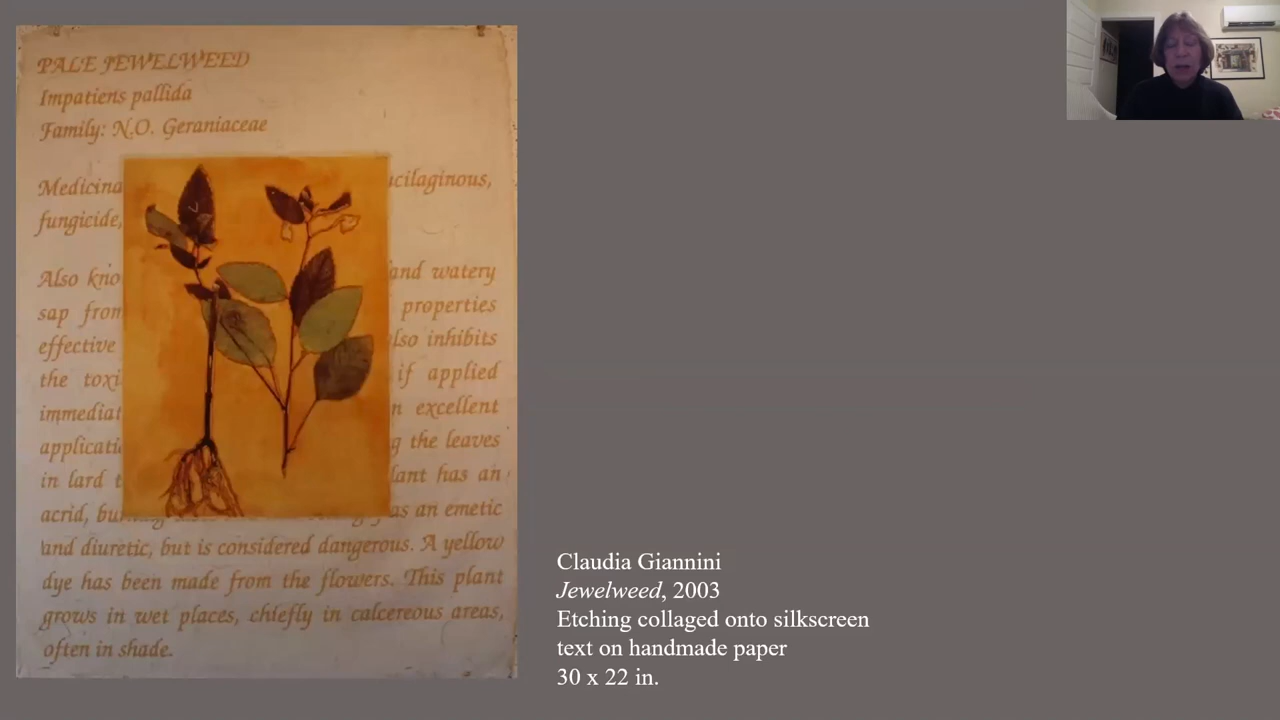 PALE JEWELWEED
Impatiens pallida
Family: N.O. Geraniaceae
Medicina ucilaginous,
fungicide,
Also kno and watery
sap from properties
effective lso inhibits
the toxi if applied
immediat n excellent
applicati g the leaves
in lard t lant has an
acrid, bu as an emetic
and diuretic, but is considered dangerous. A yellow
dye has been made from the flowers. This plant
grows in wet places, chiefly in calcereous areas,
often in shade.
Claudia Giannini
Jewelweed, 2003
Etching collaged onto silkscreen
text on handmade paper
30 x 22 in.